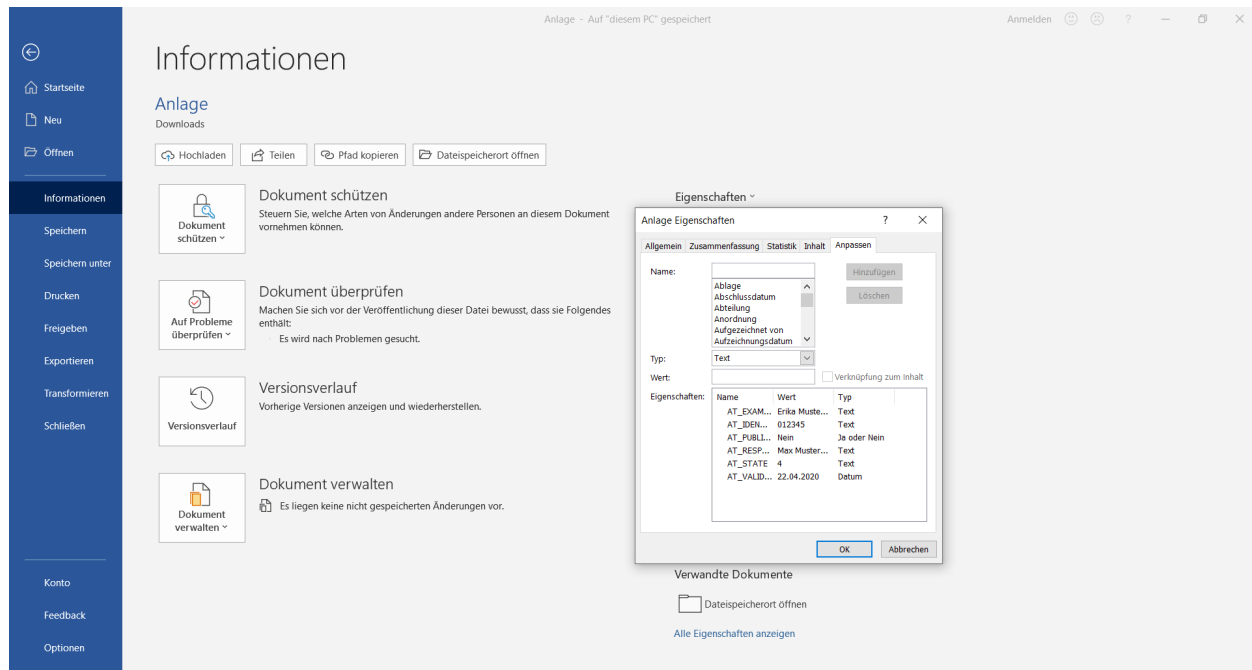 Anlage - Auf "diesem PC" gespeichert
Anmelden
?
Informationen
Startseite
Neu
Öffnen
Informationen
Speichern
Speichern unter
Drucken
Freigeben
Exportieren
Transformieren
Schließen
Konto
Feedback
Optionen
Anlage
Downloads
Hochladen
Teilen
Pfad kopieren
Dateispeicherort öffnen
Dokument
schützen
Dokument schützen
Steuern Sie, welche Arten von Änderungen andere Personen an diesem Dokument
vornehmen können.
Auf Probleme
überprüfen
Dokument überprüfen
Machen Sie sich vor der Veröffentlichung dieser Datei bewusst, dass sie Folgendes
enthält:
Es wird nach Problemen gesucht.
Versionsverlauf
Versionsverlauf
Vorherige Versionen anzeigen und wiederherstellen.
Dokument
verwalten
Dokument verwalten
Es liegen keine nicht gespeicherten Änderungen vor.
Eigenschaften
Anlage Eigenschaften ?
Allgemein Zusammenfassung Statistik Inhalt Anpassen
Name:
Hinzufügen
Löschen
Ablage
Abschlussdatum
Abteilung
Anordnung
Aufgezeichnet von
Aufzeichnungsdatum
Typ: Text
Wert: Verknüpfung zum Inhalt
Eigenschaften:
Name Wert Typ
AT_EXAM... Erika Muste... Text
AT_IDEN... 012345 Text
AT_PUBLI... Nein Ja oder Nein
AT_RESP... Max Muster... Text
AT_STATE 4 Text
AT_VALID... 22.04.2020 Datum
OK Abbrechen
Verwandte Dokumente
Dateispeicherort öffnen
Alle Eigenschaften anzeigen